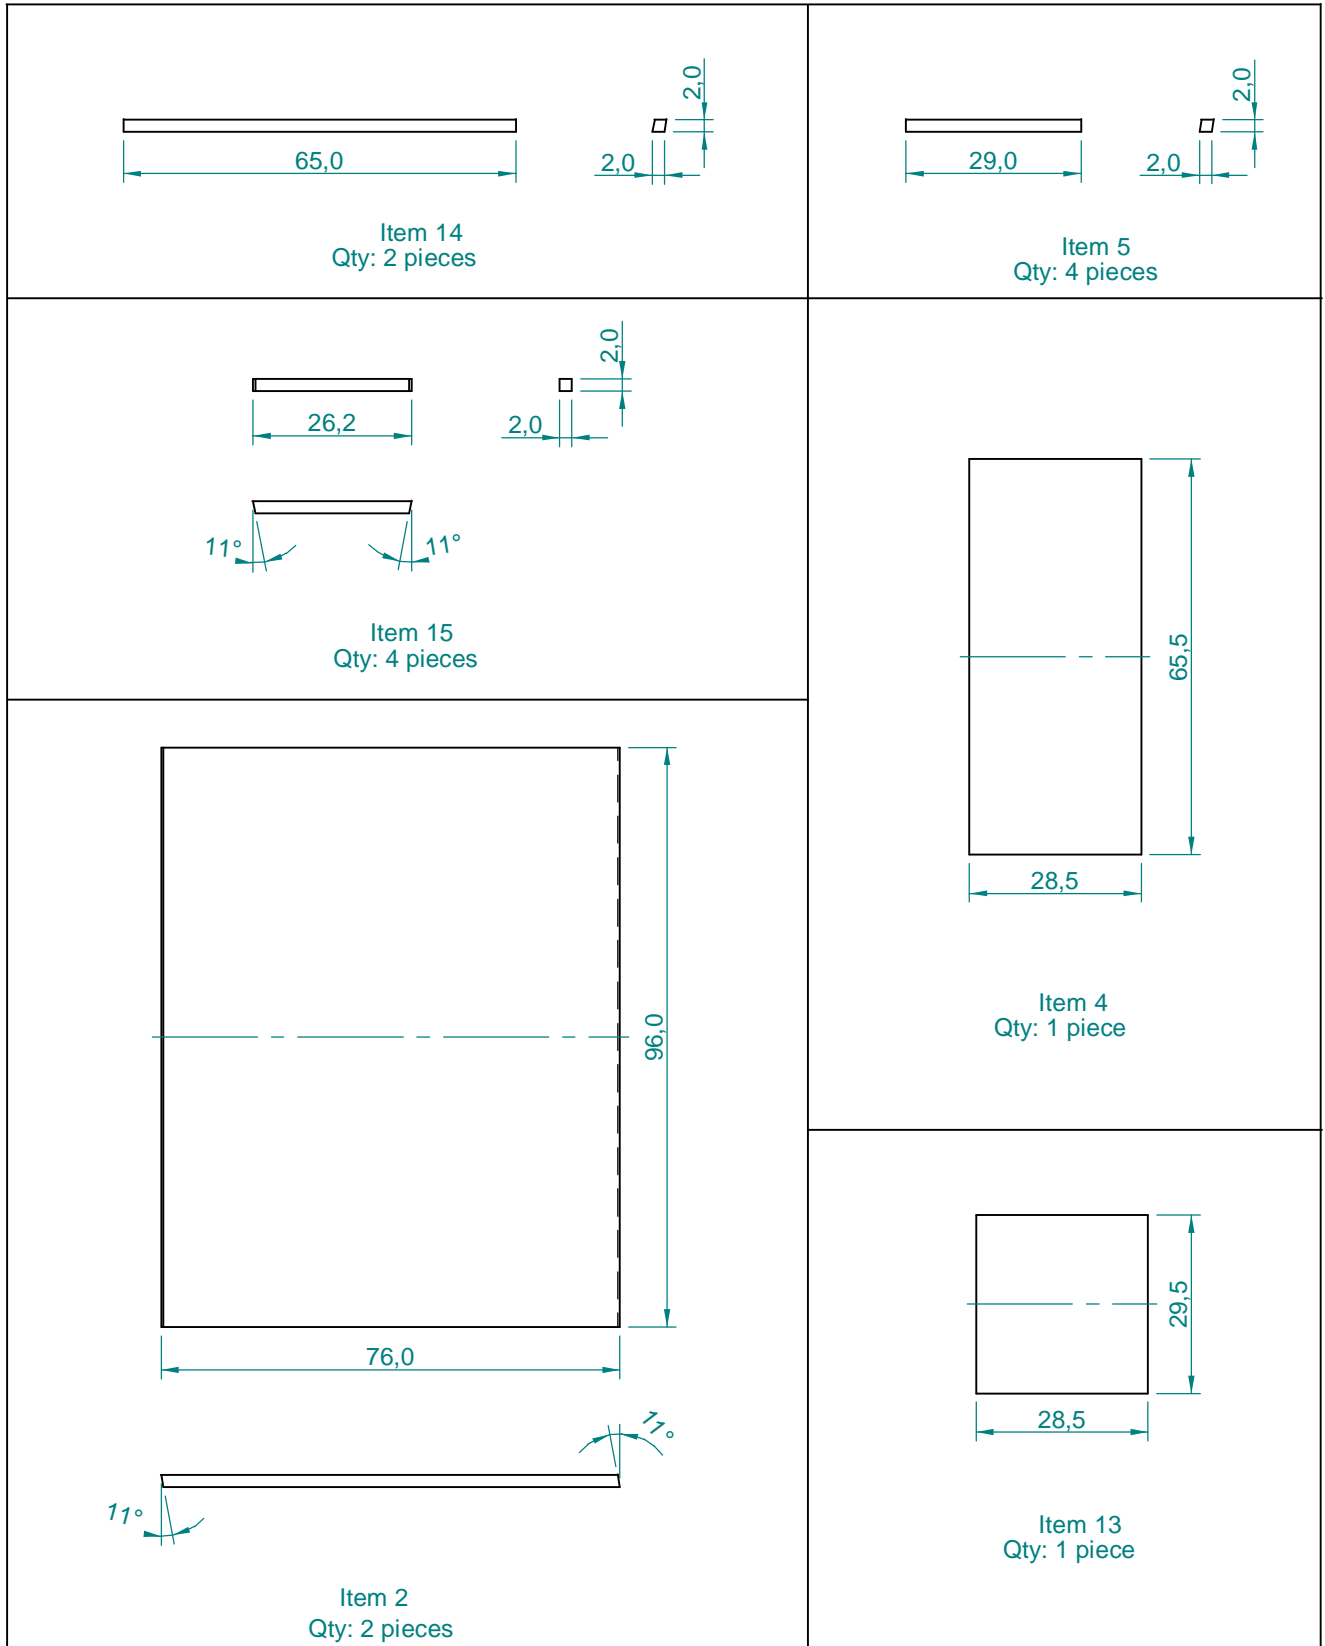 2,0
65,0
2,0
Item 14
Qty: 2 pieces
2,0
29,0
2,0
Item 5
Qty: 4 pieces
2,0
26,2
2,0
11°
11°
Item 15
Qty: 4 pieces
65,5
28,5
Item 4
Qty: 1 piece
96,0
76,0
11°
11°
Item 2
Qty: 2 pieces
29,5
28,5
Item 13
Qty: 1 piece